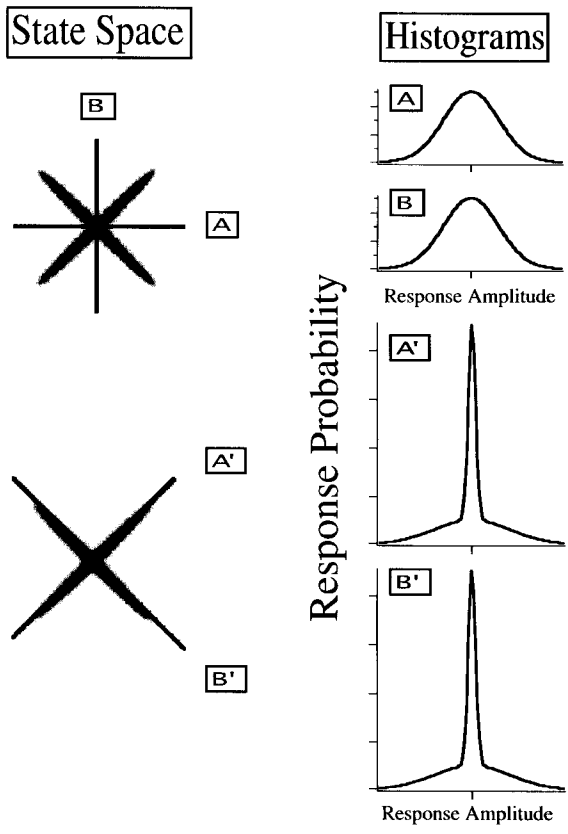 State Space
B
A
A'
B'
Histograms
A
B
Response Amplitude
Response Probability
A'
B'
Response Amplitude